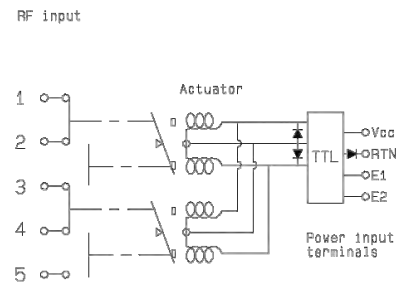 RF input
Actuator
1
2
3
4
5
TTL
Vcc
RTN
E1
E2
Power input
terminals